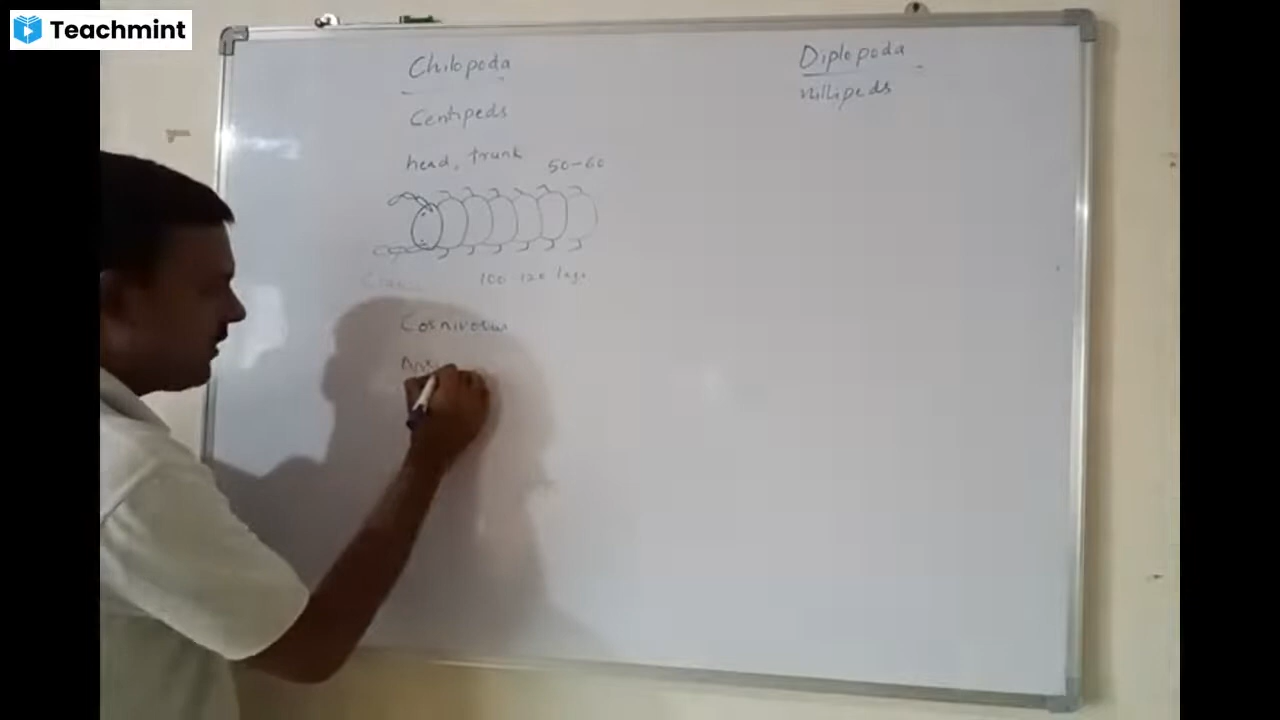 Teachmint
Chilopoda
Diplopoda
Centipeds
Millipeds
head, trunk 50-60
100 120 legs
Carnivorus